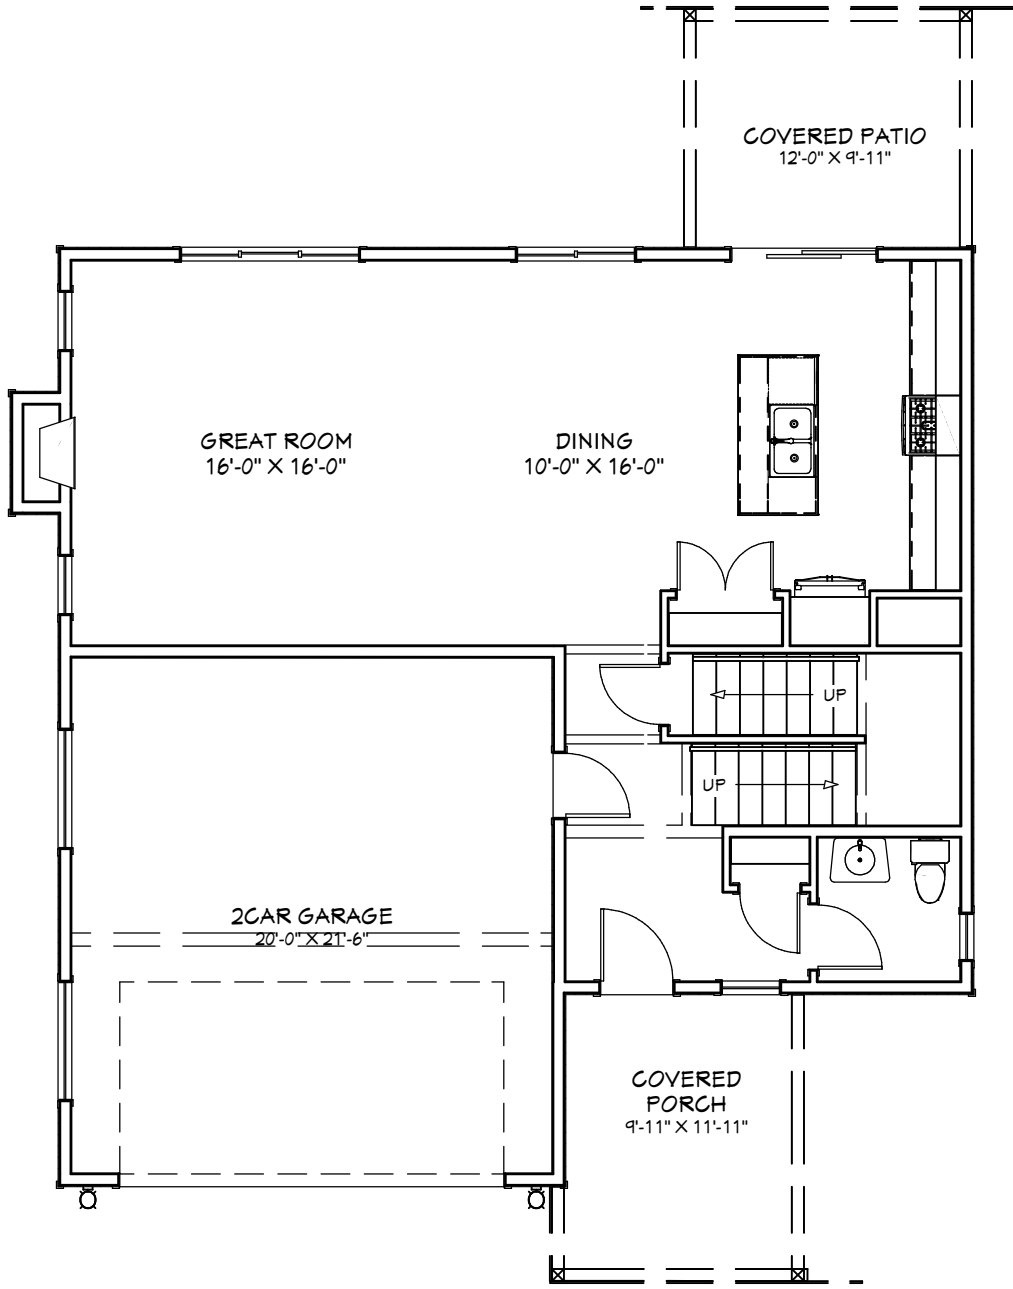 COVERED PATIO
12'-0" X 9'-11"
GREAT ROOM
16'-0" X 16'-0"
DINING
10'-0" X 16'-0"
UP
UP
2CAR GARAGE
20'-0" X 21'-6"
COVERED
PORCH
9'-11" X 11'-11"